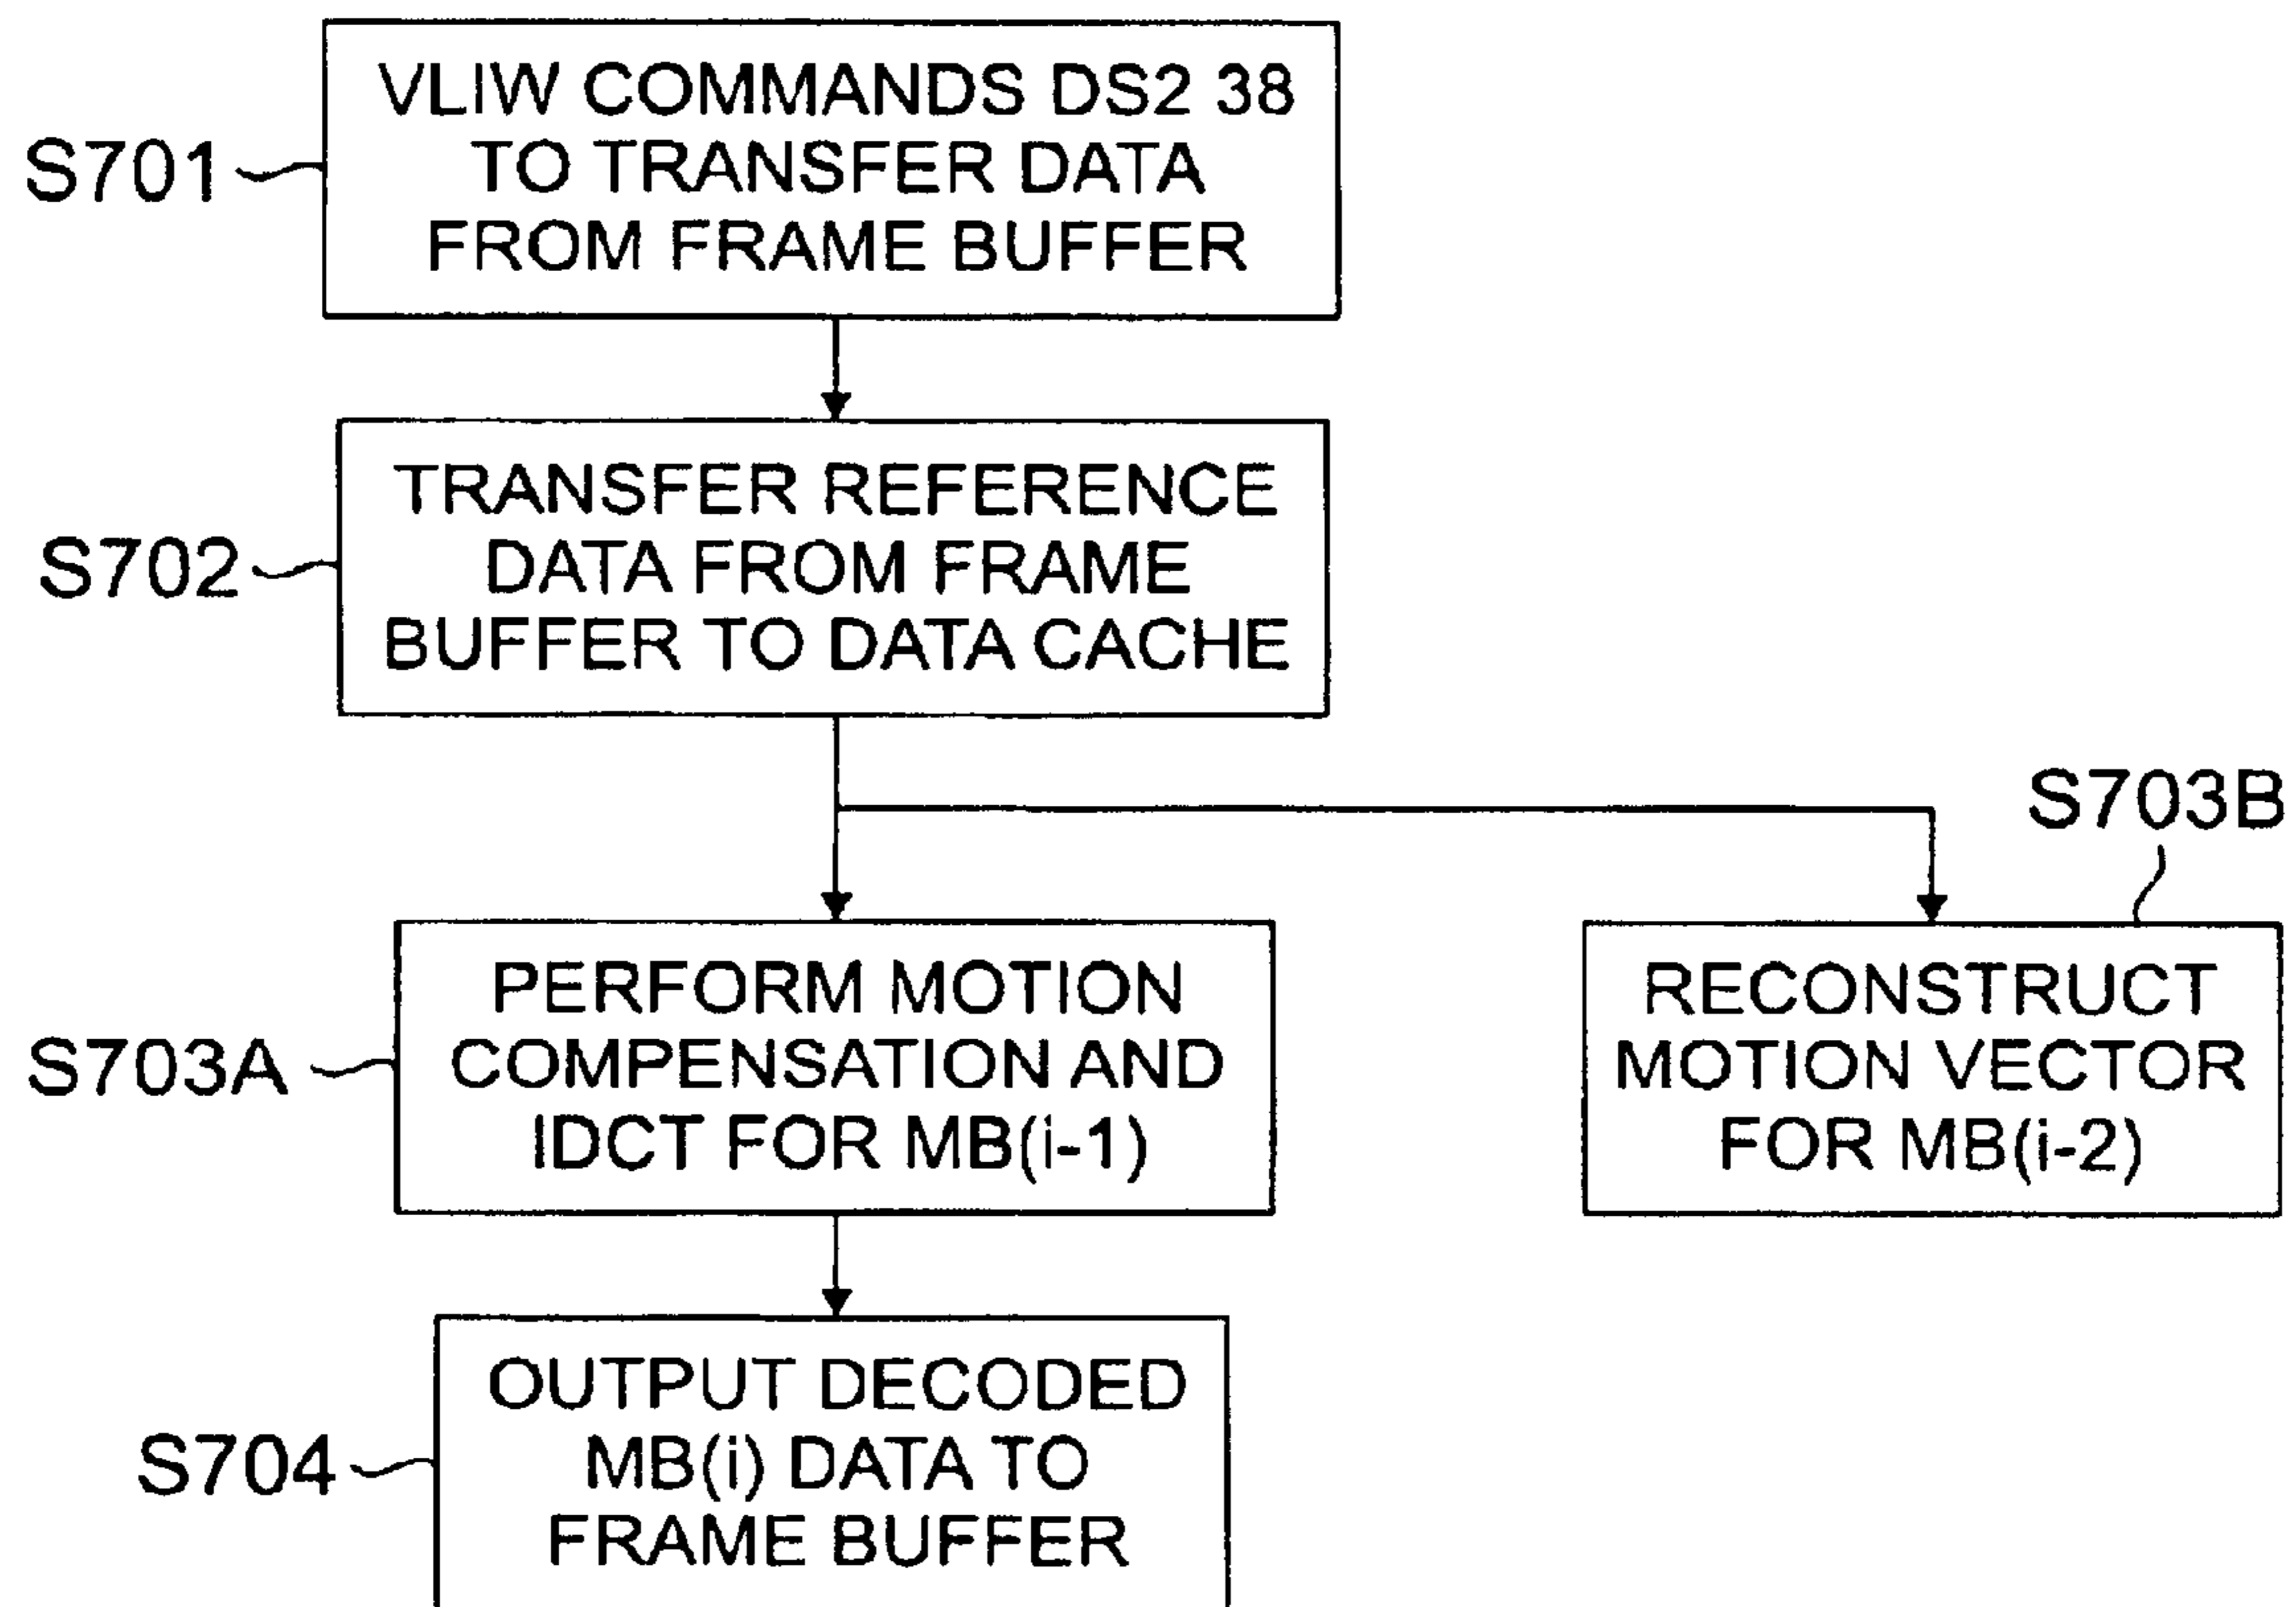 S701
VLIW COMMANDS DS2 38
TO TRANSFER DATA
FROM FRAME BUFFER
S702
TRANSFER REFERENCE
DATA FROM FRAME
BUFFER TO DATA CACHE
S703A
PERFORM MOTION
COMPENSATION AND
IDCT FOR MB(i-1)
S703B
RECONSTRUCT
MOTION VECTOR
FOR MB(i-2)
S704
OUTPUT DECODED
MB(i) DATA TO
FRAME BUFFER